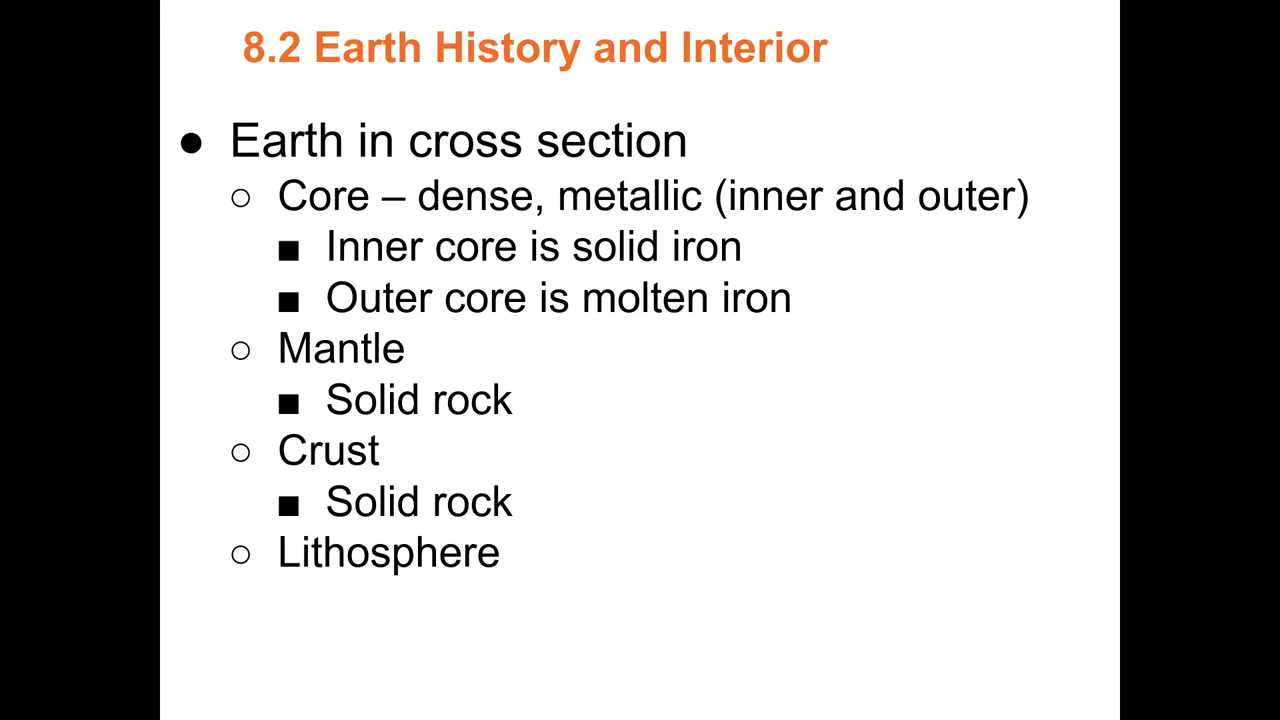 8.2 Earth History and Interior
● Earth in cross section
○ Core – dense, metallic (inner and outer)
■ Inner core is solid iron
■ Outer core is molten iron
○ Mantle
■ Solid rock
○ Crust
■ Solid rock
○ Lithosphere